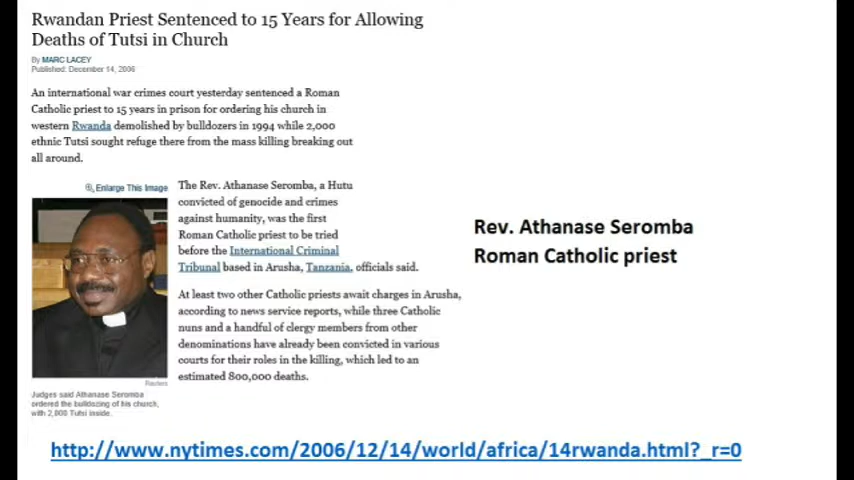 Rwandan Priest Sentenced to 15 Years for Allowing
Deaths of Tutsi in Church
By MARC LACEY
Published: December 14, 2006
An international war crimes court yesterday sentenced a Roman
Catholic priest to 15 years in prison for ordering his church in
western Rwanda demolished by bulldozers in 1994 while 2,000
ethnic Tutsi sought refuge there from the mass killing breaking out
all around.
Enlarge This Image
Reuters
Judges said Athanase Seromba
ordered the bulldozing of his church,
with 2,000 Tutsi inside.
The Rev. Athanase Seromba, a Hutu
convicted of genocide and crimes
against humanity, was the first
Roman Catholic priest to be tried
before the International Criminal
Tribunal based in Arusha, Tanzania, officials said.
At least two other Catholic priests await charges in Arusha,
according to news service reports, while three Catholic
nuns and a handful of clergy members from other
denominations have already been convicted in various
courts for their roles in the killing, which led to an
estimated 800,000 deaths.
Rev. Athanase Seromba
Roman Catholic priest
http://www.nytimes.com/2006/12/14/world/africa/14rwanda.html?_r=0